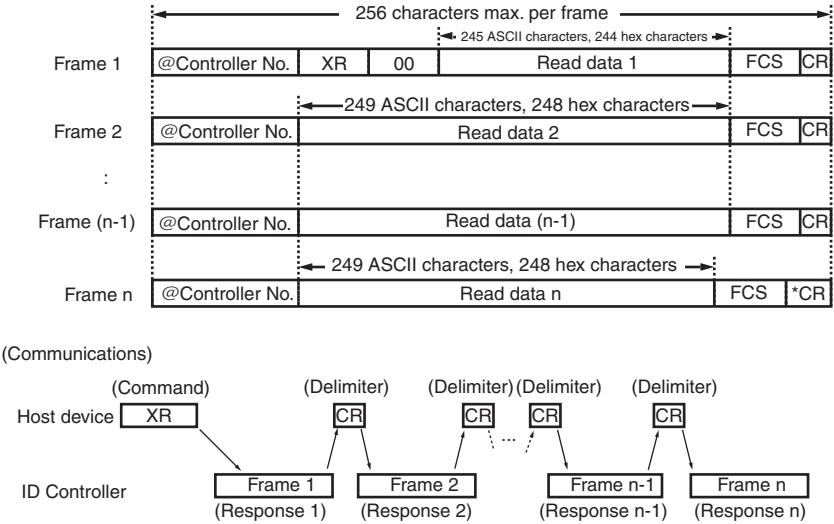 256 characters max. per frame
245 ASCII characters, 244 hex characters
Frame 1 @Controller No. XR 00 Read data 1 FCS CR
249 ASCII characters, 248 hex characters
Frame 2 @Controller No. Read data 2 FCS CR
:
Frame (n-1) @Controller No. Read data (n-1) FCS CR
249 ASCII characters, 248 hex characters
Frame n @Controller No. Read data n FCS *CR
(Communications)
(Command) (Delimiter) (Delimiter) (Delimiter) (Delimiter)
Host device XR CR CR ... CR CR
ID Controller Frame 1 Frame 2 Frame n-1 Frame n
(Response 1) (Response 2) (Response n-1) (Response n)